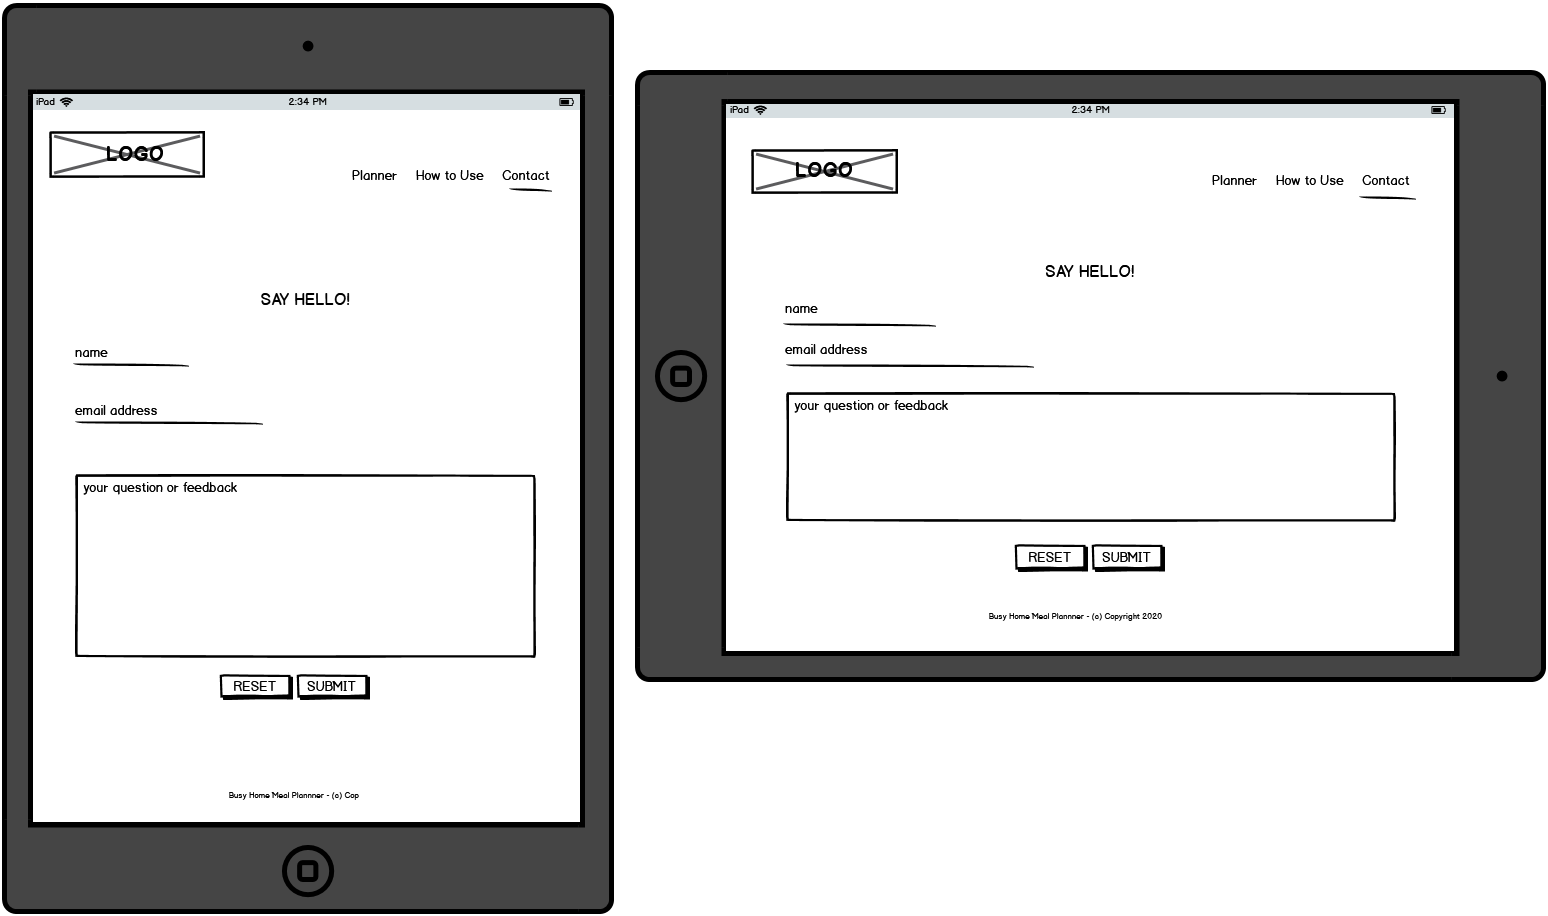 iPad 2:34 PM
LOGO
Planner How to Use Contact
SAY HELLO!
name
email address
your question or feedback
RESET SUBMIT
Busy Home Meal Plannner - (c) Cop
iPad 2:34 PM
LOGO
Planner How to Use Contact
SAY HELLO!
name
email address
your question or feedback
RESET SUBMIT
Busy Home Meal Plannner - (c) Copyright 2020